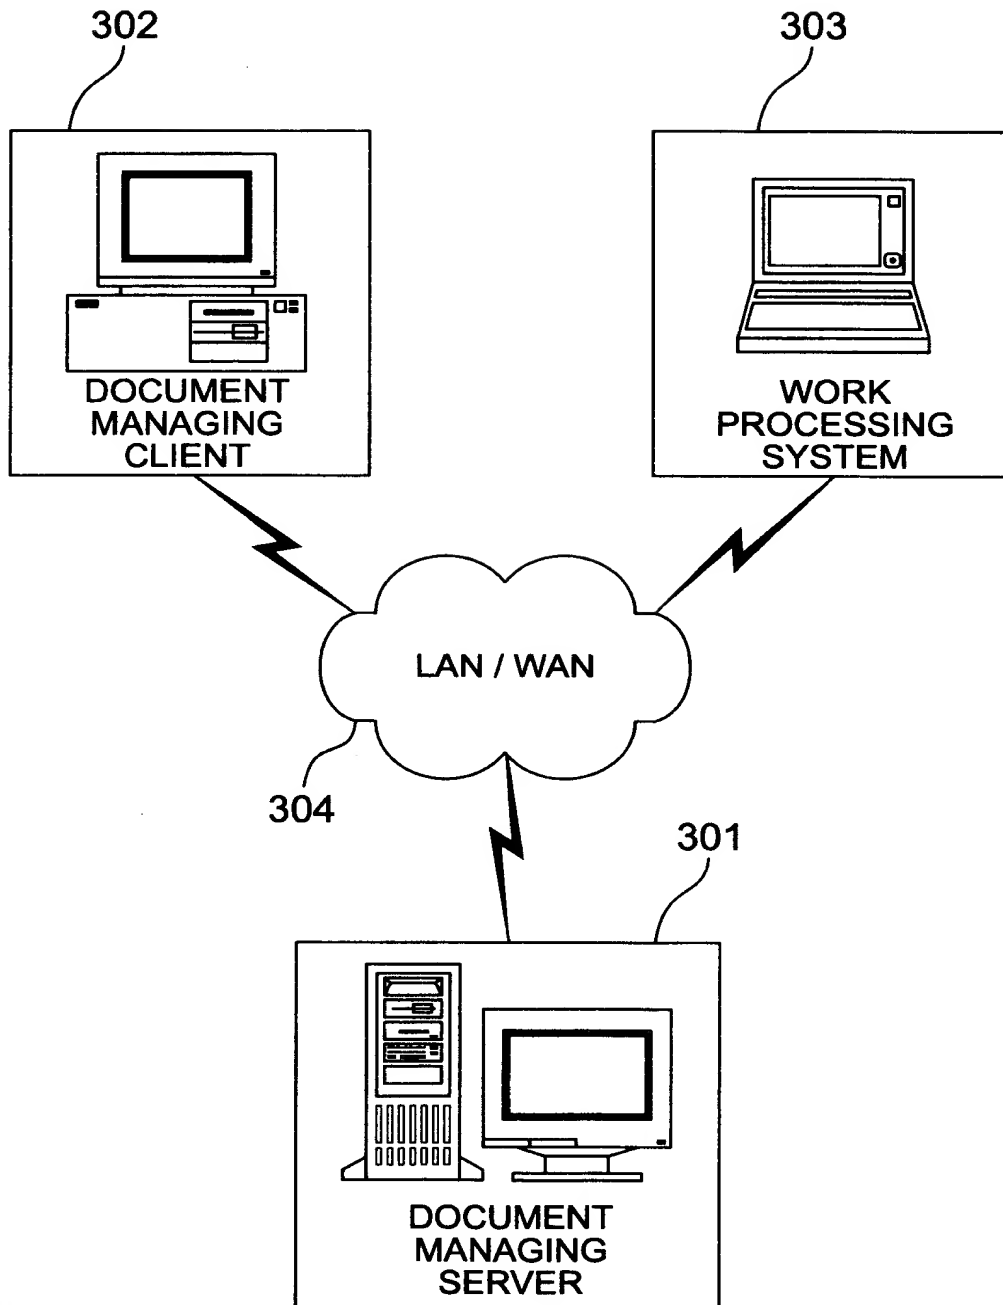 302
303
DOCUMENT
MANAGING
CLIENT
WORK
PROCESSING
SYSTEM
LAN / WAN
304
301
DOCUMENT
MANAGING
SERVER